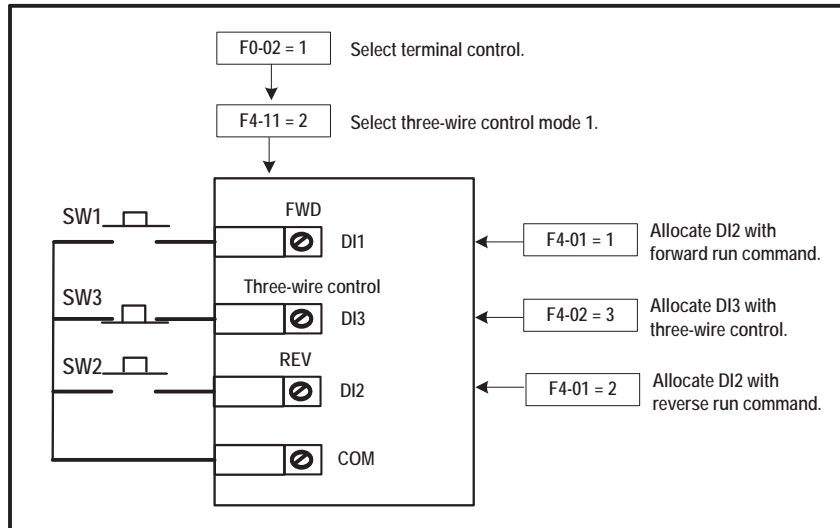 F0-02 = 1 Select terminal control.
F4-11 = 2 Select three-wire control mode 1.
SW1
FWD
DI1
F4-01 = 1
Allocate DI2 with
forward run command.
SW3
Three-wire control
DI3
F4-02 = 3
Allocate DI3 with
three-wire control.
SW2
REV
DI2
F4-01 = 2
Allocate DI2 with
reverse run command.
COM